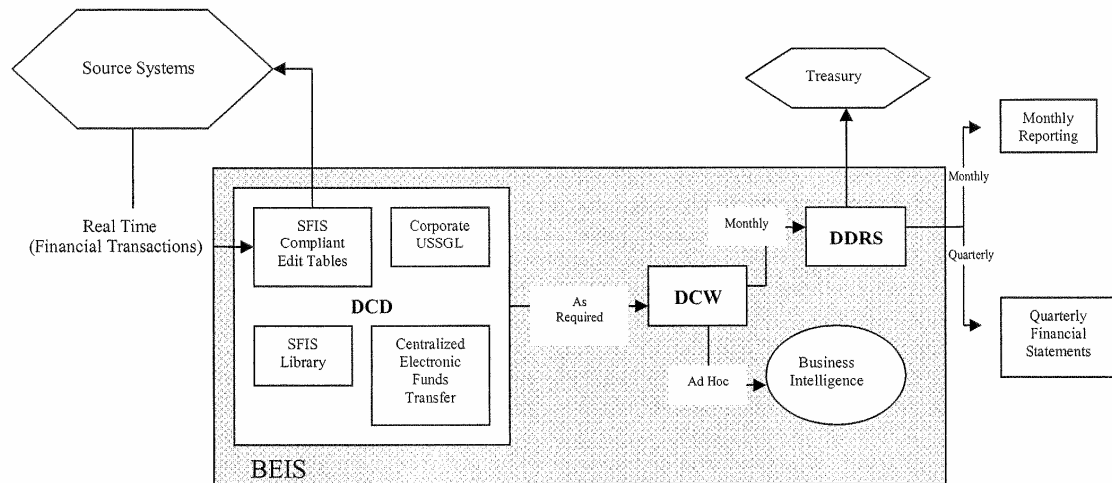 Source Systems
Treasury
Monthly
Reporting
Monthly
Real Time
(Financial Transactions)
SFIS
Compliant
Edit Tables
Corporate
USSGL
Monthly
DDRS
Quarterly
DCD
As
Required
DCW
SFIS
Library
Centralized
Electronic
Funds
Transfer
Ad Hoc
Business
Intelligence
Quarterly
Financial
Statements
BEIS